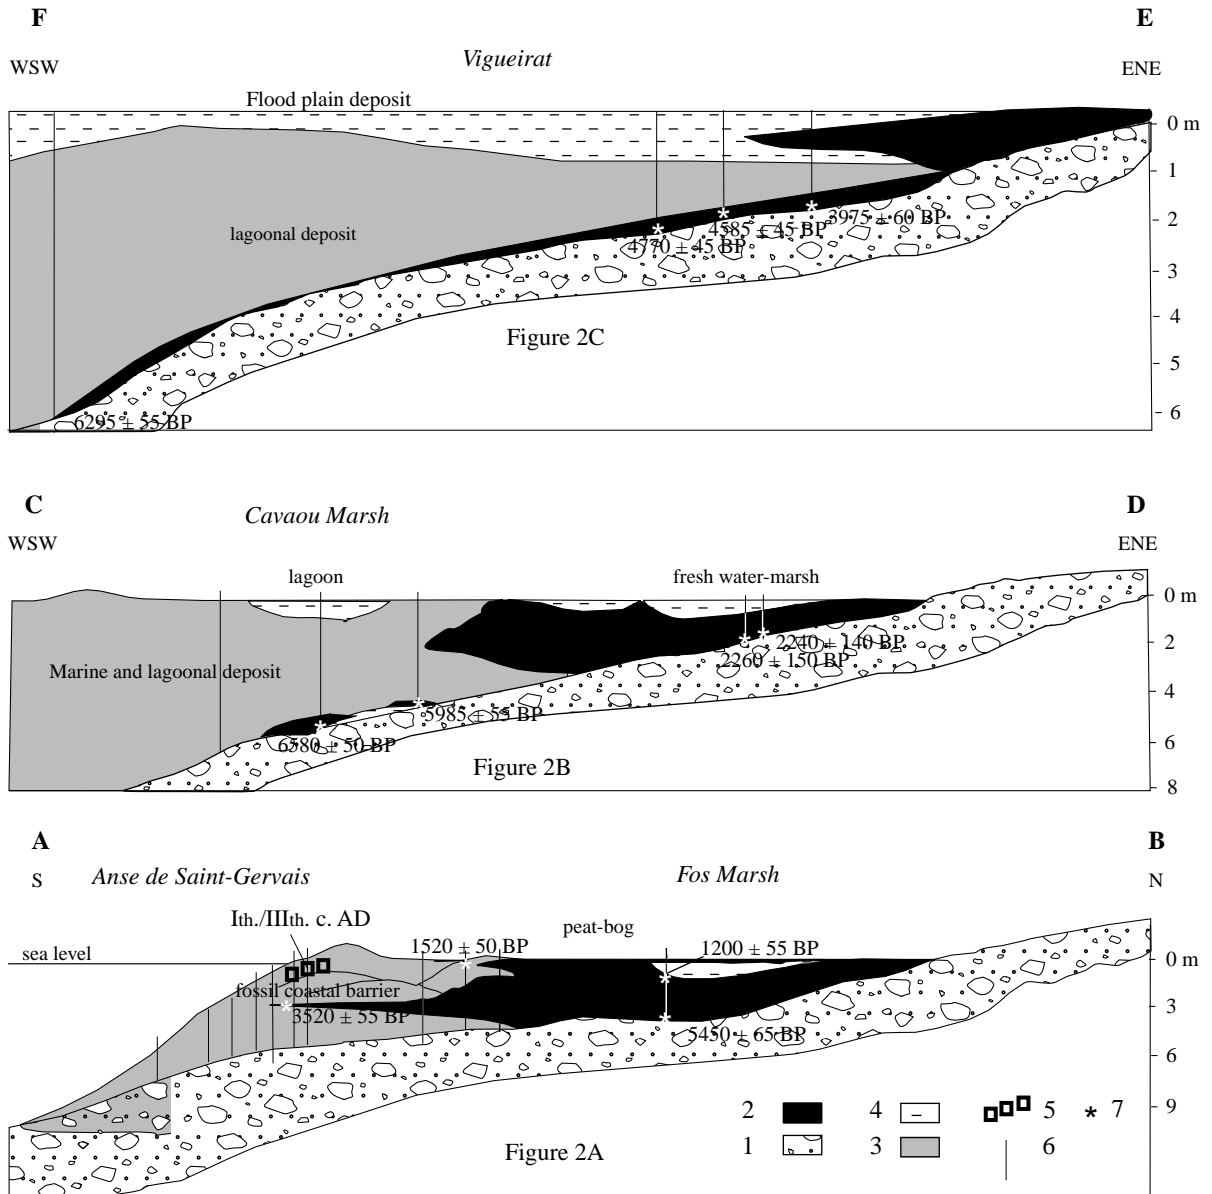 F E
WSW Vigueirat ENE
Flood plain deposit
0 m
1
2
3
4
5
6
lagoonal deposit
3975 ± 60 BP
4585 ± 45 BP
4770 ± 45 BP
6295 ± 55 BP
Figure 2C
C D
Cavaou Marsh
WSW ENE
lagoon fresh water-marsh
0 m
2
4
6
8
Marine and lagoonal deposit
2240 ± 140 BP
2260 ± 150 BP
5985 ± 55 BP
6580 ± 50 BP
Figure 2B
A B
S Anse de Saint-Gervais Fos Marsh N
Ith./IIIth. c. AD
peat-bog
sea level
1520 ± 50 BP
1200 ± 55 BP
0 m
3
6
9
fossil coastal barrier
3520 ± 55 BP
5450 ± 65 BP
2 4 5 * 7
1 3 6
Figure 2A